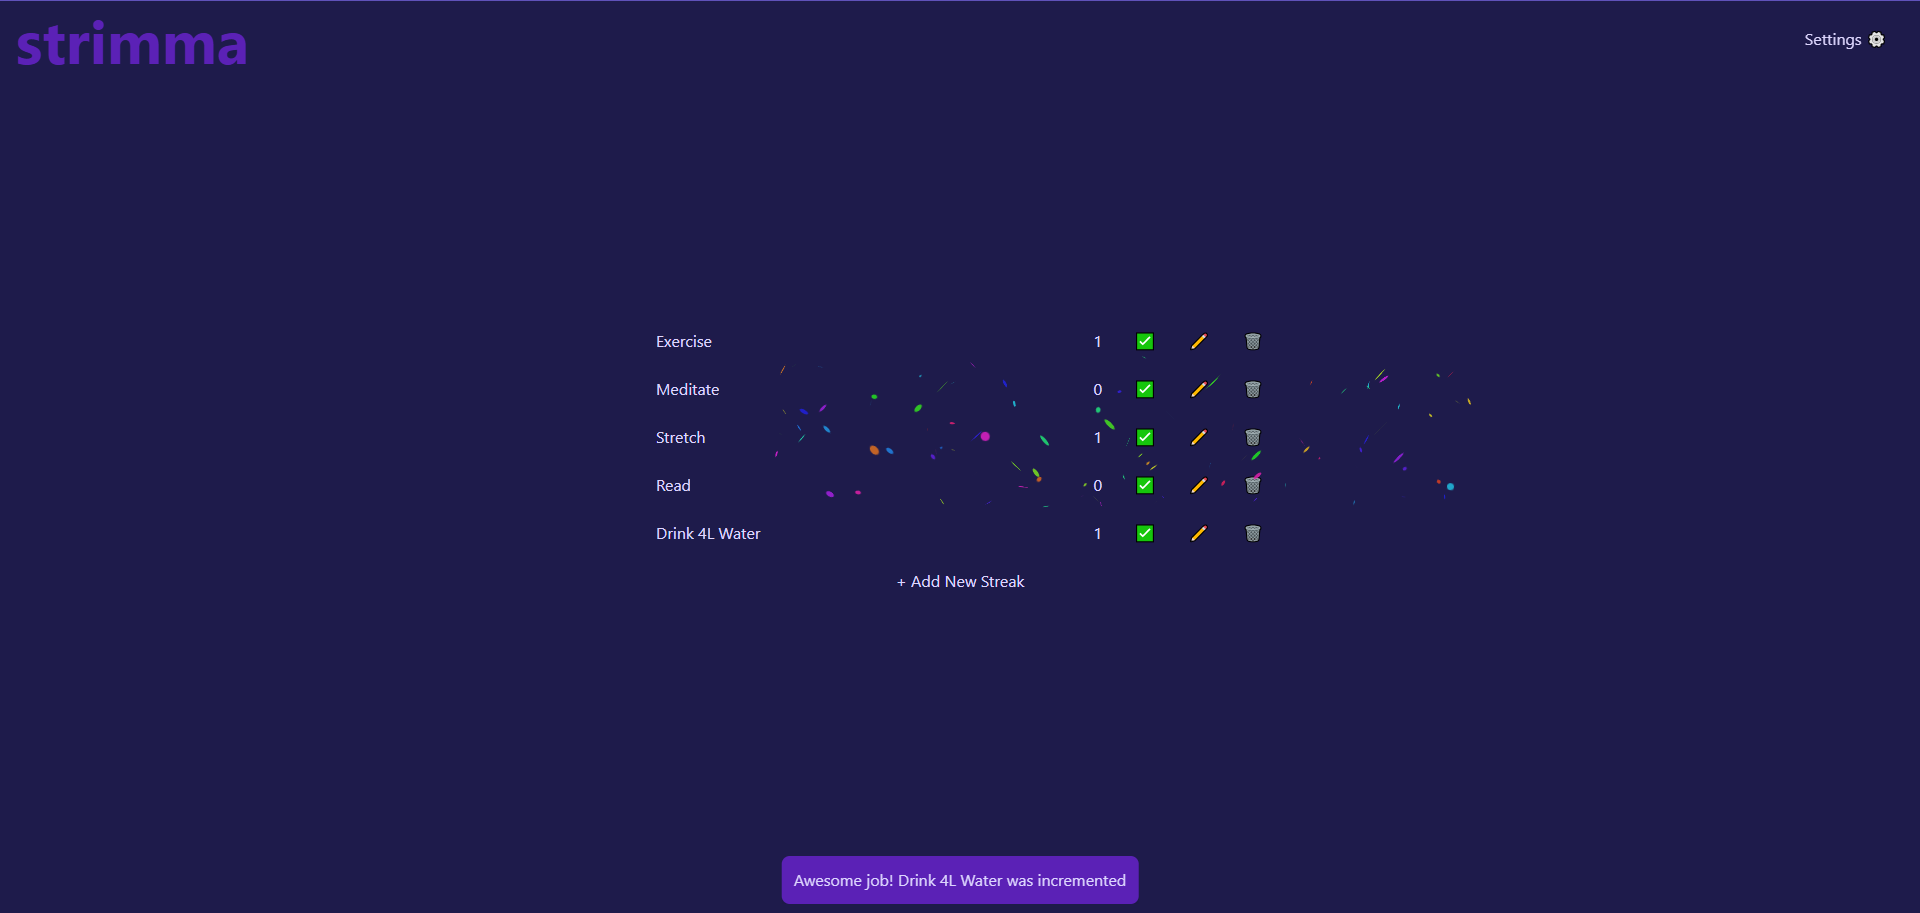 strimma
Settings
Exercise 1
Meditate 0
Stretch 1
Read 0
Drink 4L Water 1
+ Add New Streak
Awesome job! Drink 4L Water was incremented